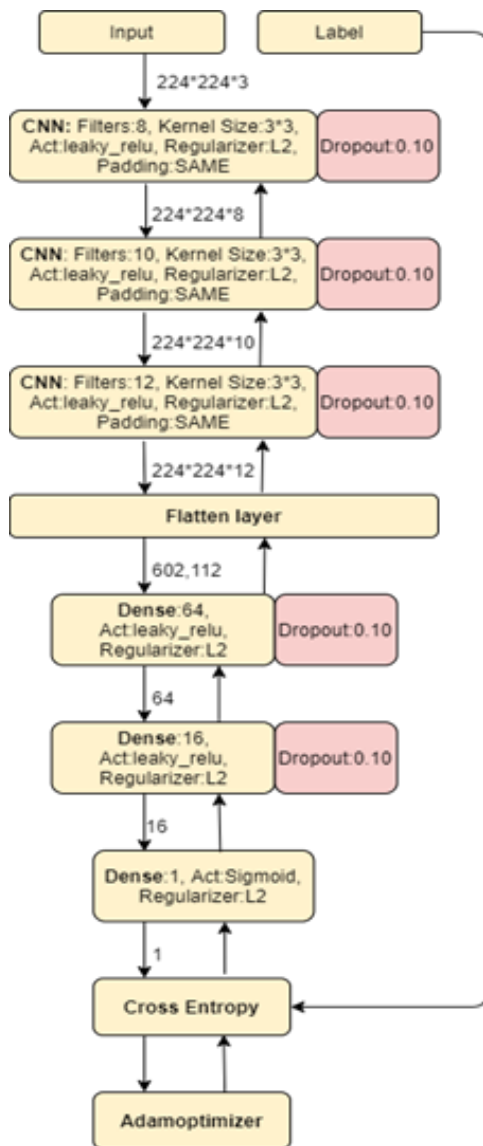 Input
Label
224*224*3
CNN: Filters:8, Kernel Size:3*3,
Act:leaky_relu, Regularizer:L2,
Padding:SAME
Dropout:0.10
224*224*8
CNN: Filters:10, Kernel Size:3*3,
Act:leaky_relu, Regularizer:L2,
Padding:SAME
Dropout:0.10
224*224*10
CNN: Filters:12, Kernel Size:3*3,
Act:leaky_relu, Regularizer:L2,
Padding:SAME
Dropout:0.10
224*224*12
Flatten layer
602,112
Dense:64,
Act:leaky_relu,
Regularizer:L2
Dropout:0.10
64
Dense:16,
Act:leaky_relu,
Regularizer:L2
Dropout:0.10
16
Dense:1, Act:Sigmoid,
Regularizer:L2
1
Cross Entropy
Adamoptimizer